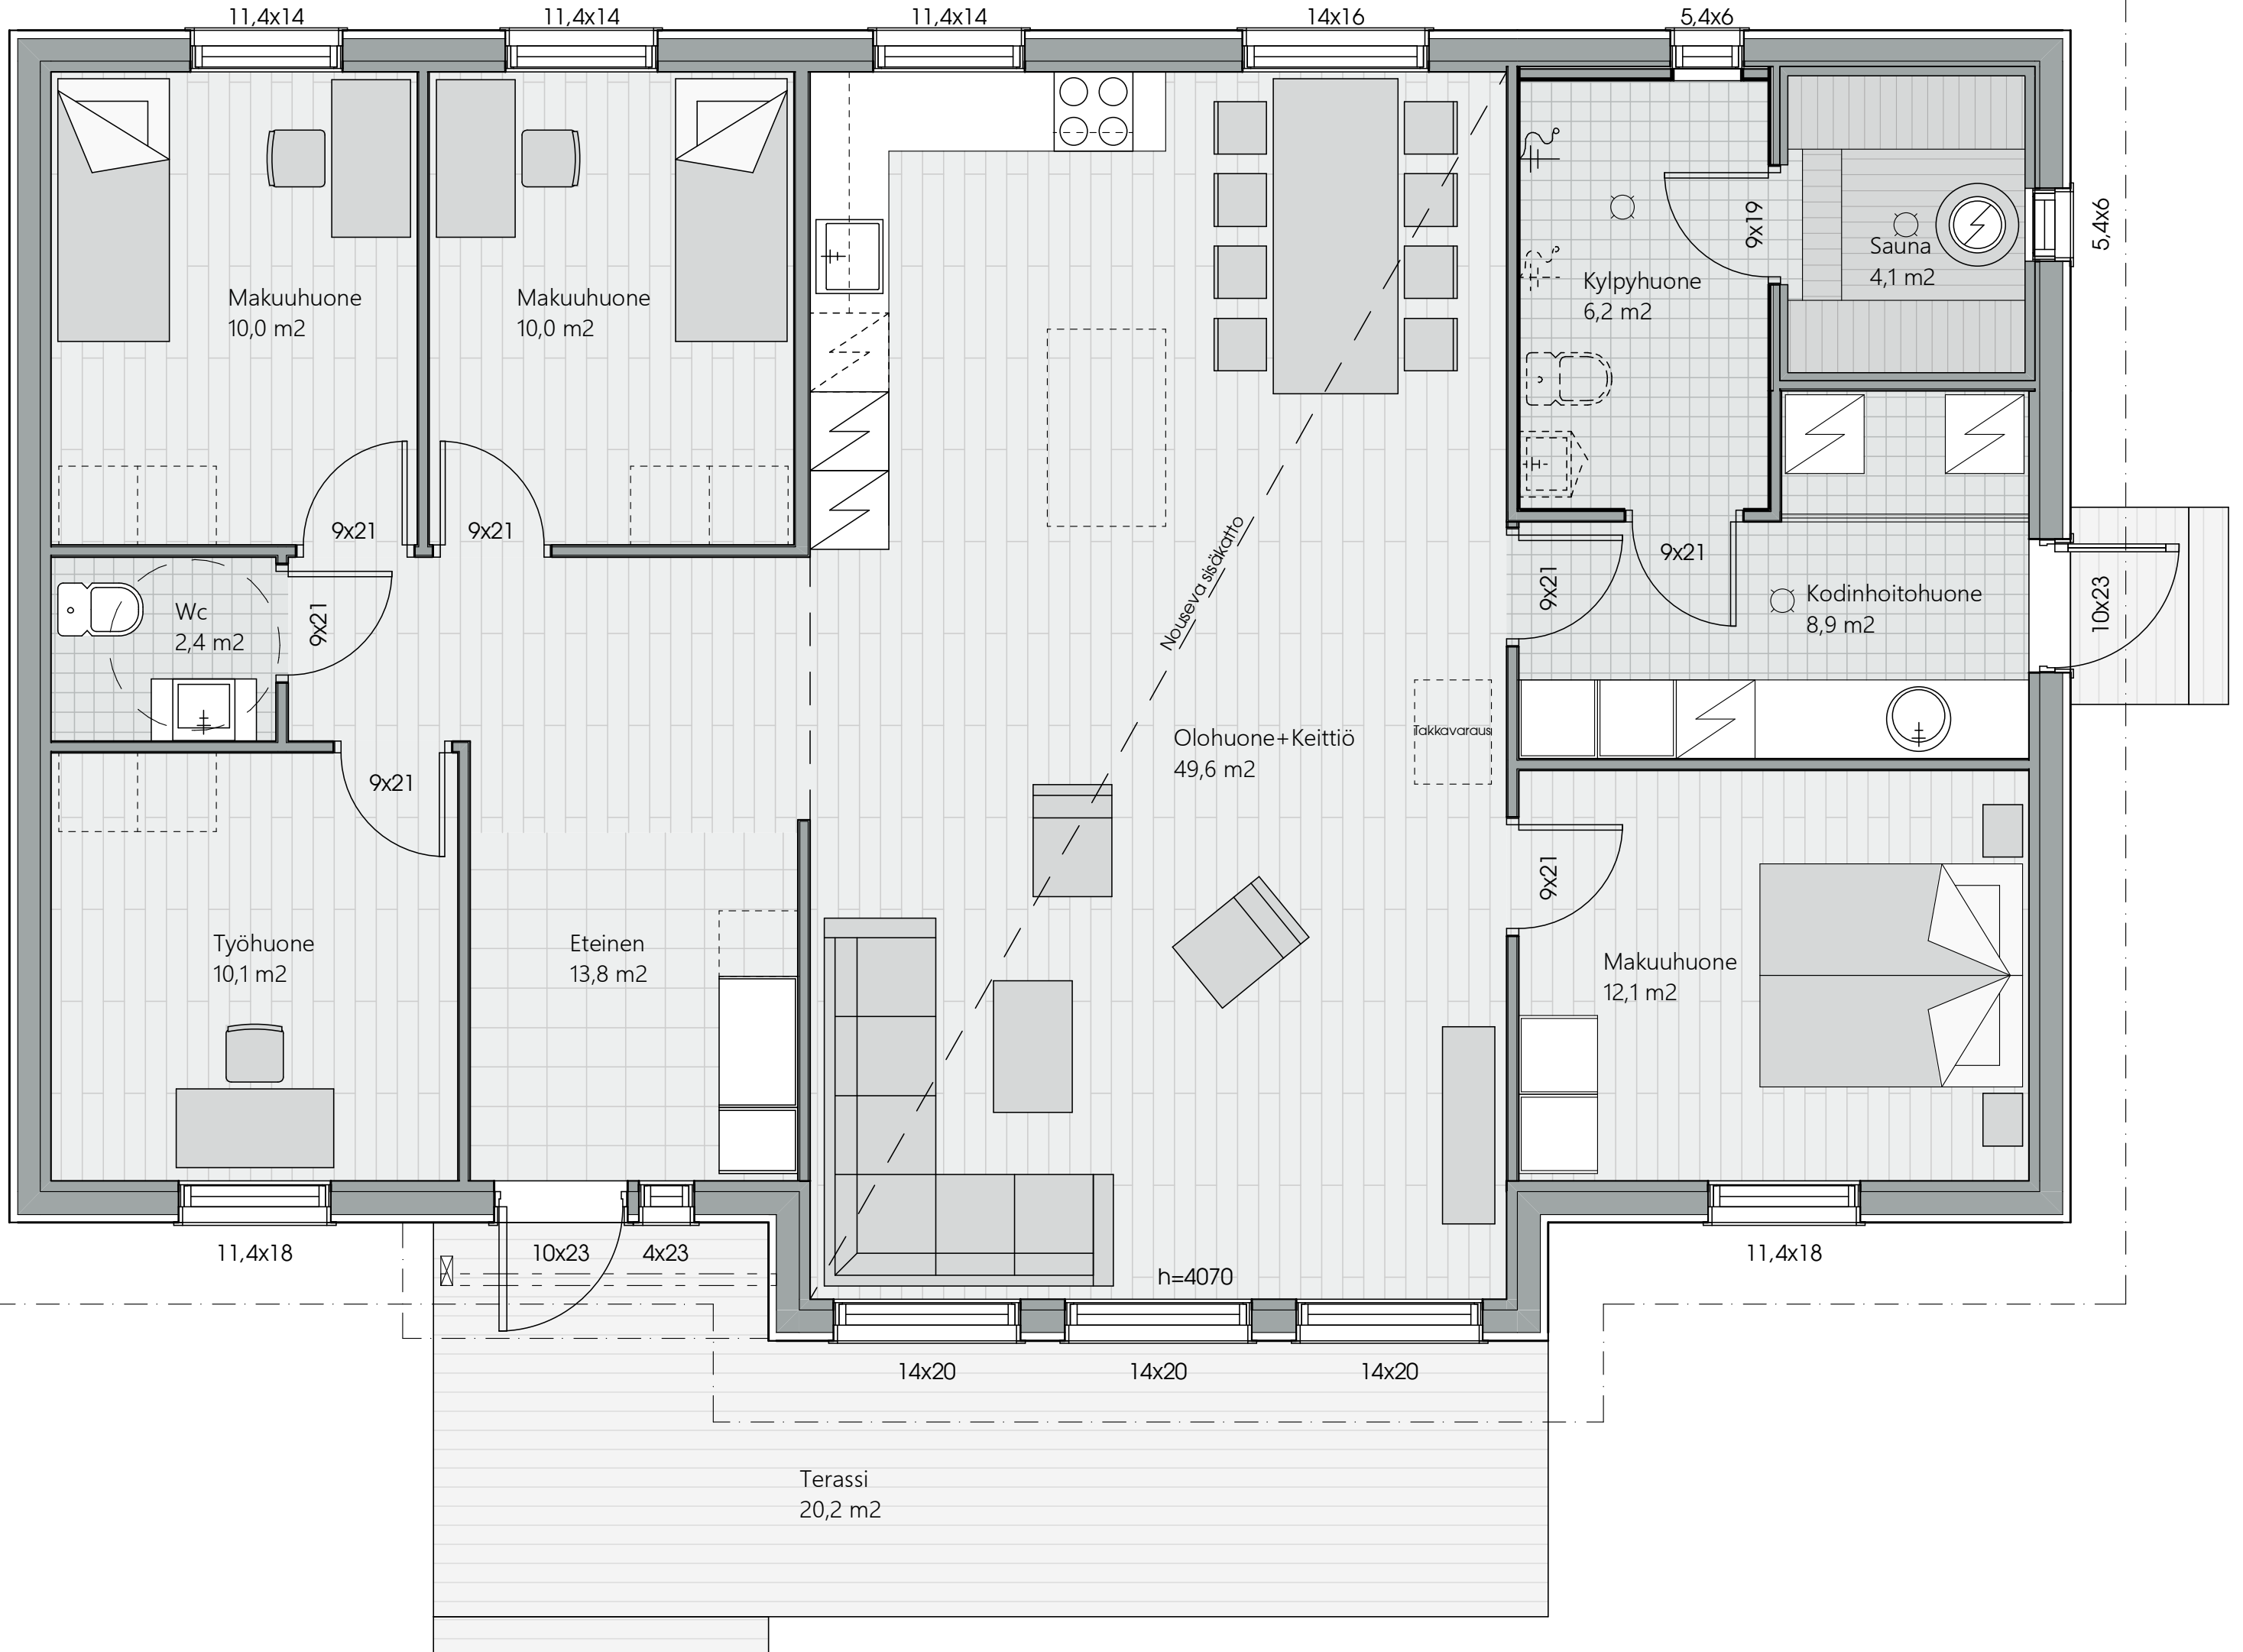 11,4x14
11,4x14
11,4x14
14x16
5,4x6
5,4x6
9x19
Sauna
4,1 m2
Kylpyhuone
6,2 m2
Makuuhuone
10,0 m2
Makuuhuone
10,0 m2
9x21
9x21
Nouseva sisäkatto
9x21
9x21
Kodinhoitohuone
8,9 m2
10x23
Wc
2,4 m2
9x21
Olohuone+Keittiö
49,6 m2
Takkavaraus
9x21
9x21
Työhuone
10,1 m2
Eteinen
13,8 m2
Makuuhuone
12,1 m2
11,4x18
10x23
4x23
h=4070
11,4x18
14x20
14x20
14x20
Terassi
20,2 m2